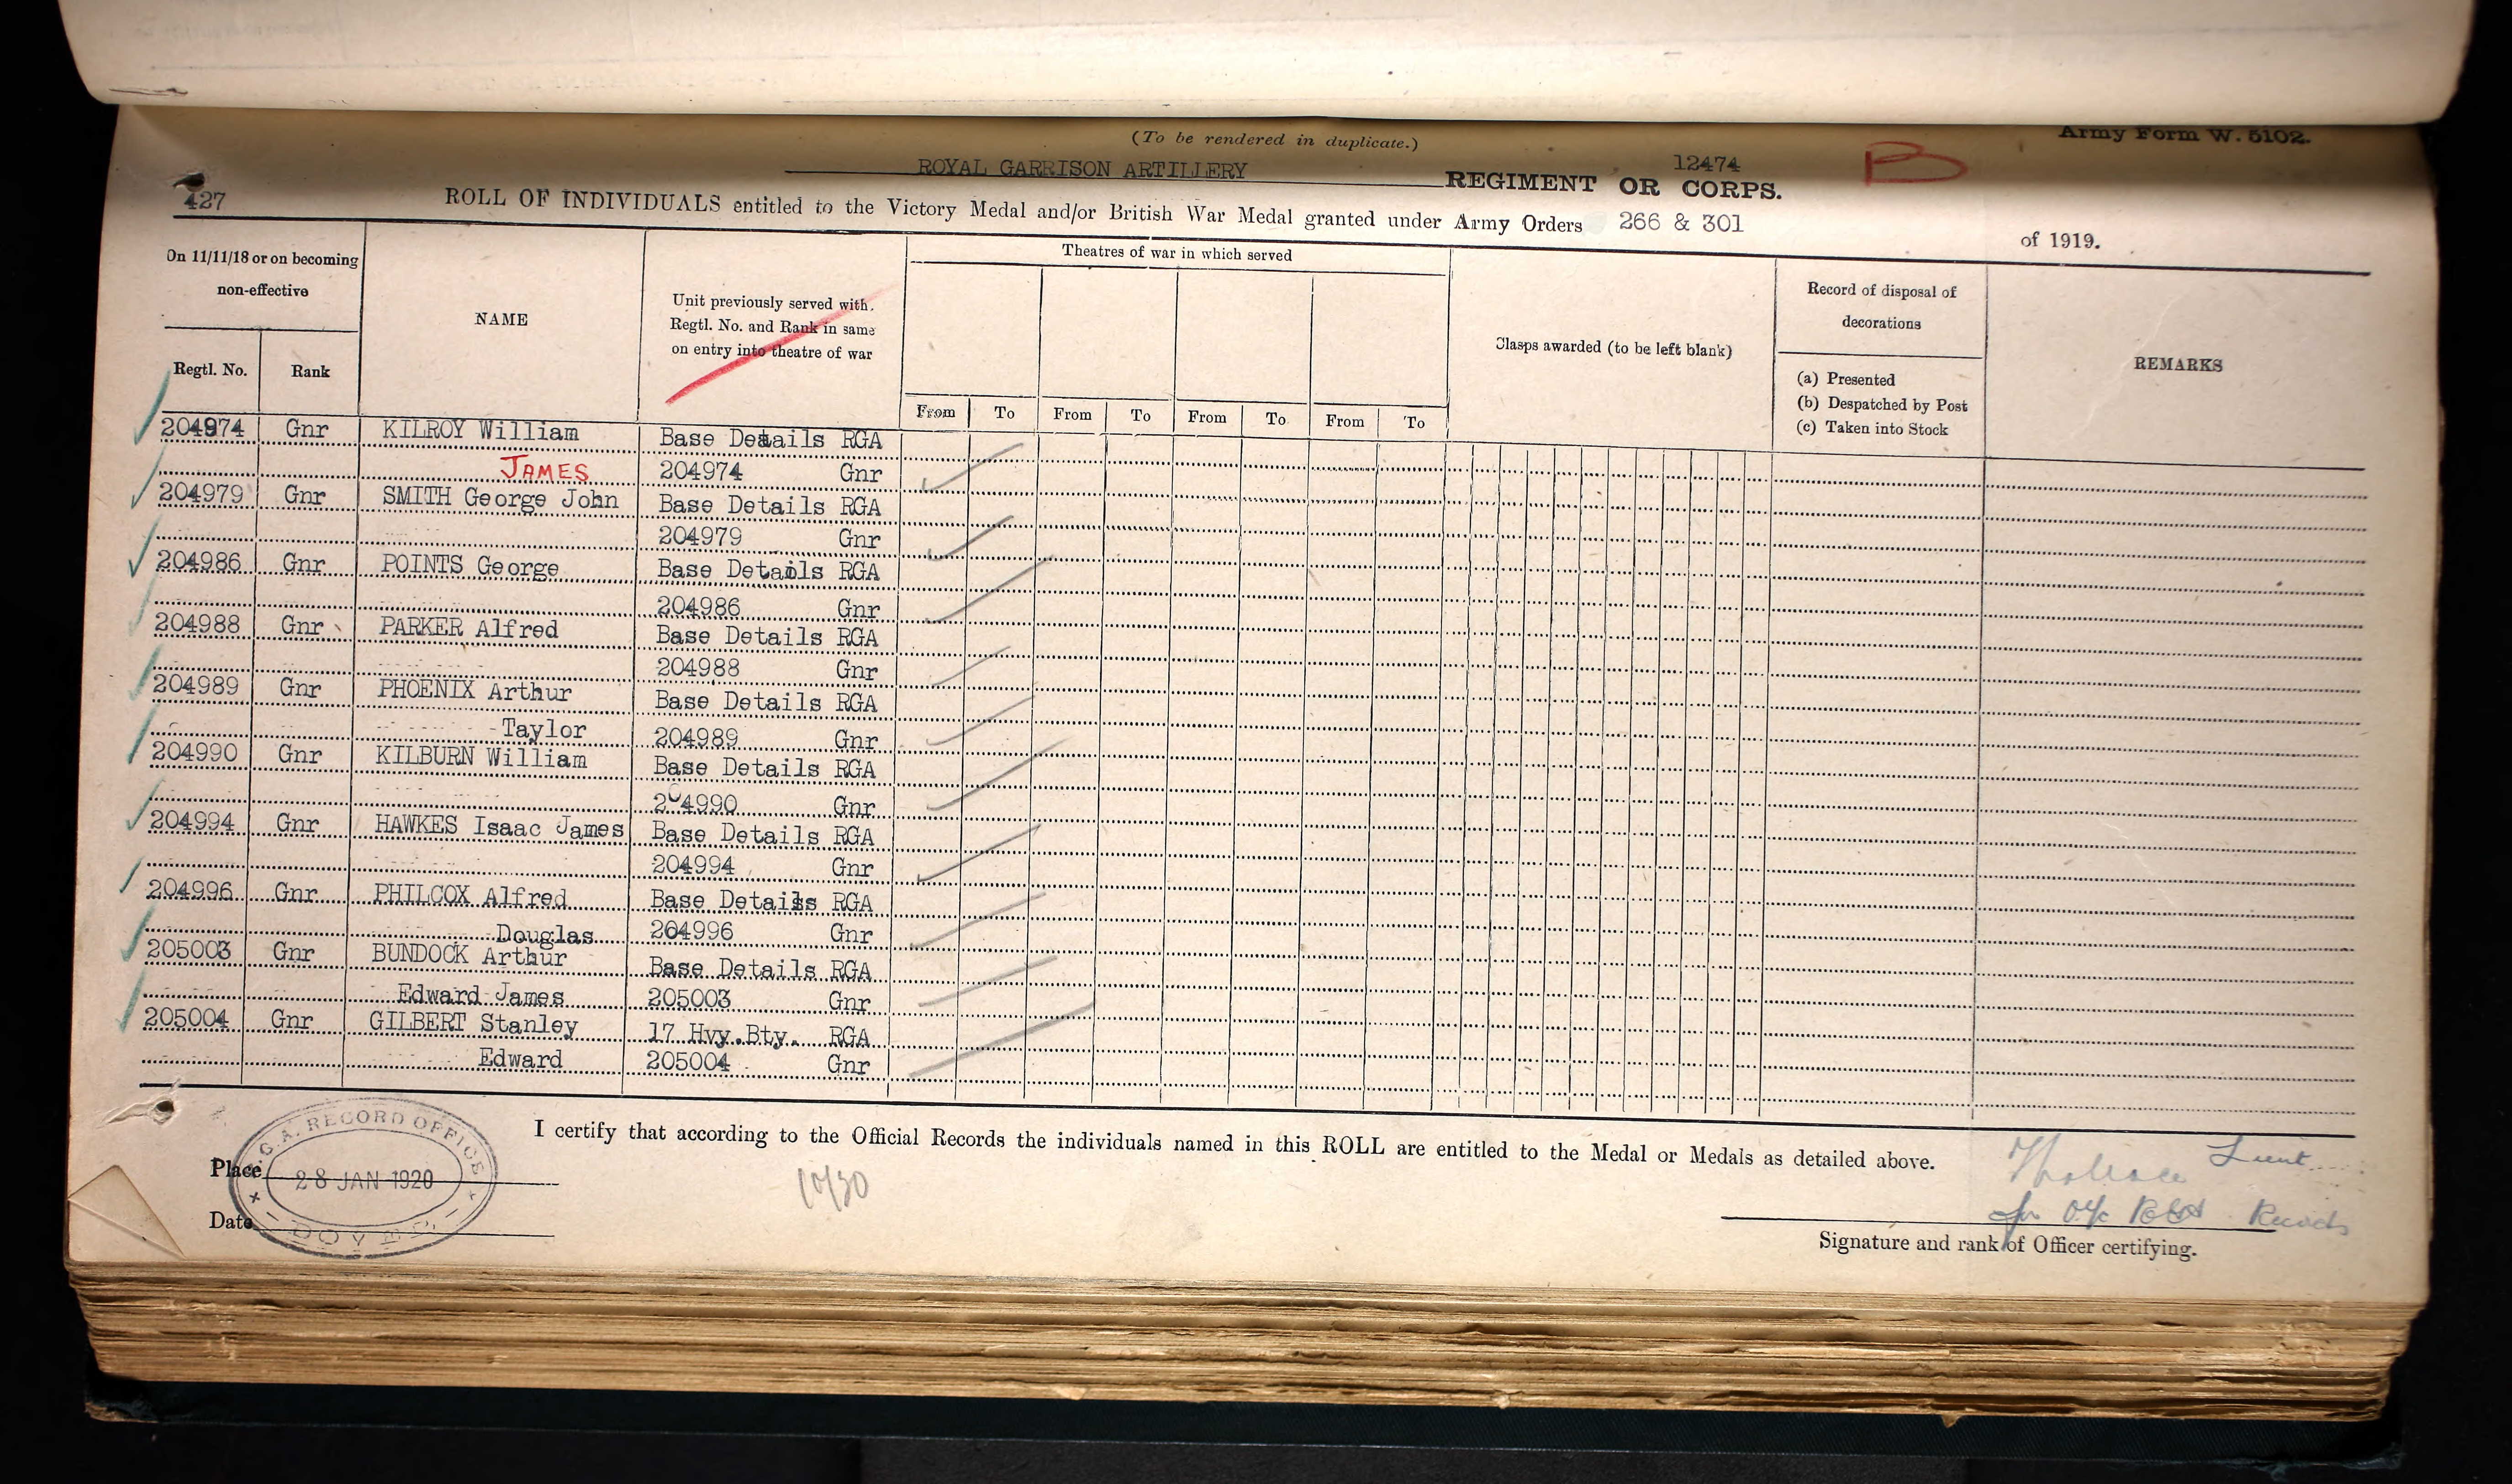 (To be rendered in duplicate.)
Army Form W. 5102.
ROYAL GARRISON ARTILLERY REGIMENT OR CORPS.
12474
B
427
ROLL OF INDIVIDUALS entitled to the Victory Medal and/or British War Medal granted under Army Orders 266 & 301 of 1919.
On 11/11/18 or on becoming
non-effective
Regtl. No.
Rank
NAME
Unit previously served with.
Regtl. No. and Rank in same
on entry into theatre of war
Theatres of war in which served
From To From To From To From To
Clasps awarded (to be left blank)
Record of disposal of
decorations
(a) Presented
(b) Despatched by Post
(c) Taken into Stock
REMARKS
204974 Gnr KILROY William Base Details RGA
JAMES 204974 Gnr
204979 Gnr SMITH George John Base Details RGA
204979 Gnr
204986 Gnr POINTS George Base Details RGA
204986 Gnr
204988 Gnr PARKER Alfred Base Details RGA
204988 Gnr
204989 Gnr PHOENIX Arthur Base Details RGA
Taylor 204989 Gnr
204990 Gnr KILBURN William Base Details RGA
204990 Gnr
204994 Gnr HAWKES Isaac James Base Details RGA
204994 Gnr
204996 Gnr PHILCOX Alfred Base Details RGA
Douglas 204996 Gnr
205003 Gnr BUNDOCK Arthur Base Details RGA
Edward James 205003 Gnr
205004 Gnr GILBERT Stanley 17 Hvy.Bty. RGA
Edward 205004 Gnr
I certify that according to the Official Records the individuals named in this ROLL are entitled to the Medal or Medals as detailed above.
Place
Date
R.G.A. RECORD OFFICE
28 JAN 1920
DOVER
Lieut
for O.i/c RGA Records
Signature and rank of Officer certifying.